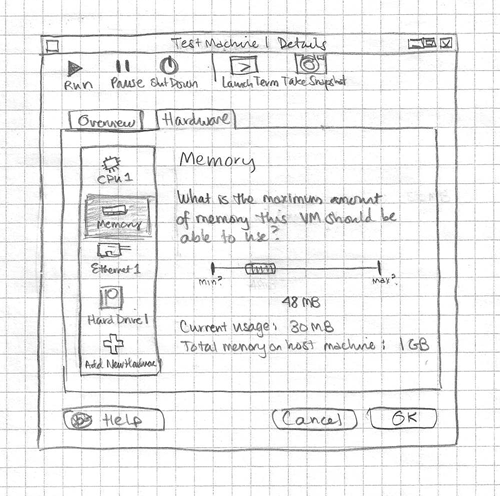 Test Machine 1 Details
Run Pause Shut Down Launch Term Take Snapshot
Overview Hardware
CPU 1
Memory
Ethernet 1
Hard Drive 1
Add New Hardware
Memory
What is the maximum amount
of memory this VM should be
able to use?
min? max?
48 MB
Current usage: 30 MB
Total memory on host machine: 1 GB
Help Cancel OK